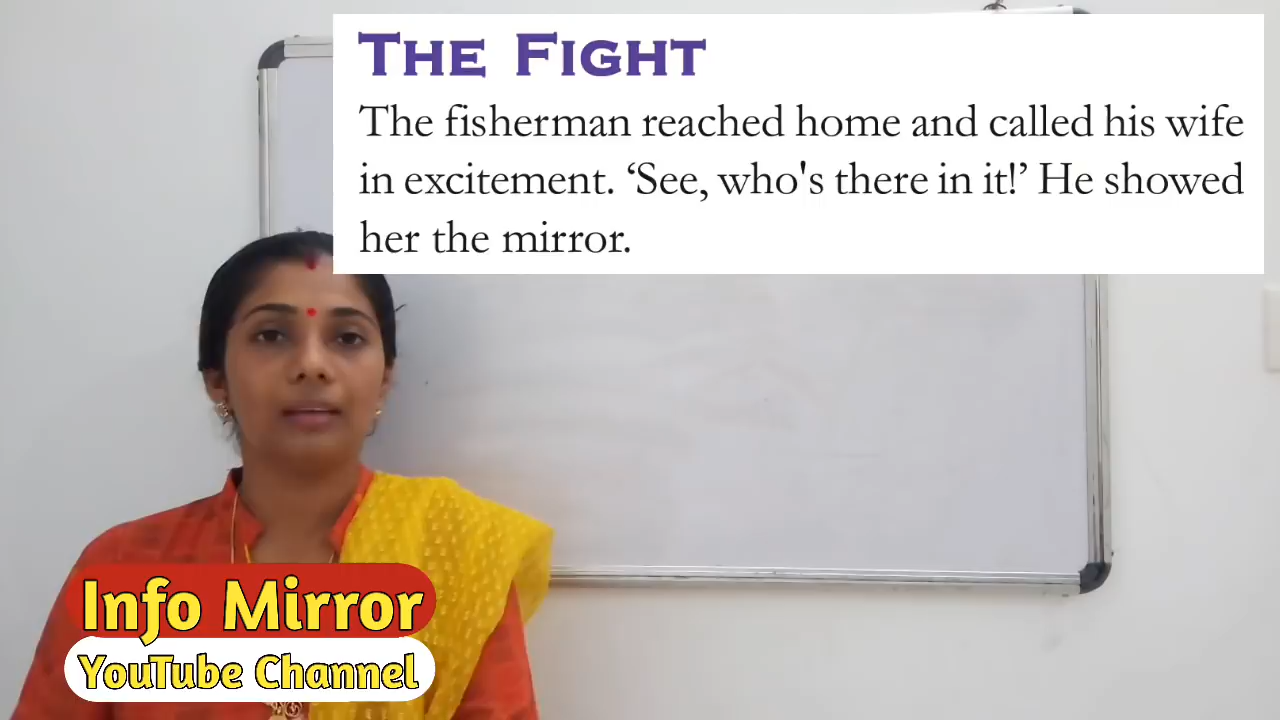 THE FIGHT
The fisherman reached home and called his wife
in excitement. ‘See, who's there in it!’ He showed
her the mirror.
Info Mirror
YouTube Channel